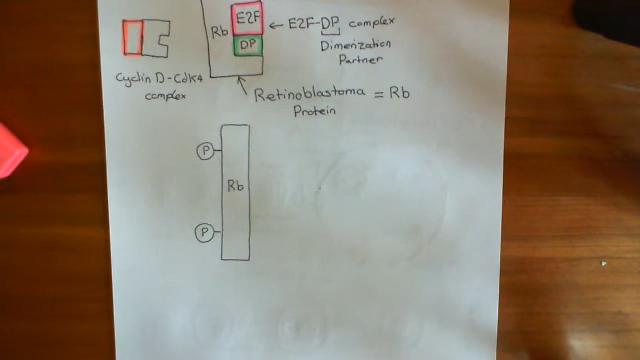 E2F
Rb
DP
← E2F-DP complex
Dimerization
Partner
Cyclin D-Cdk4
complex
Retinoblastoma = Rb
Protein
P
Rb
P